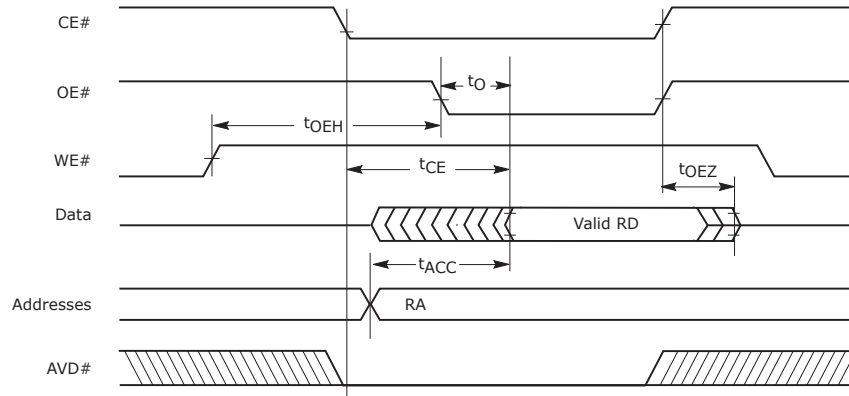 CE#
OE#
tO
tOEH
WE#
tCE
tOEZ
Data
Valid RD
tACC
Addresses
RA
AVD#